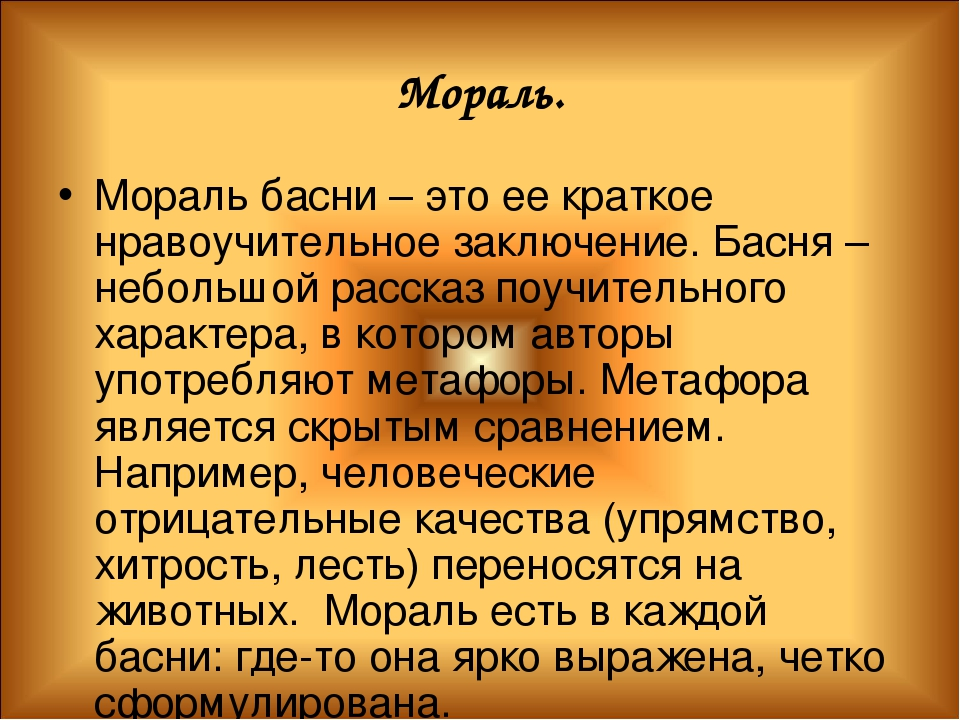 Мораль.
• Мораль басни – это ее краткое
нравоучительное заключение. Басня –
небольшой рассказ поучительного
характера, в котором авторы
употребляют метафоры. Метафора
является скрытым сравнением.
Например, человеческие
отрицательные качества (упрямство,
хитрость, лесть) переносятся на
животных.  Мораль есть в каждой
басни: где-то она ярко выражена, четко
сформулирована.